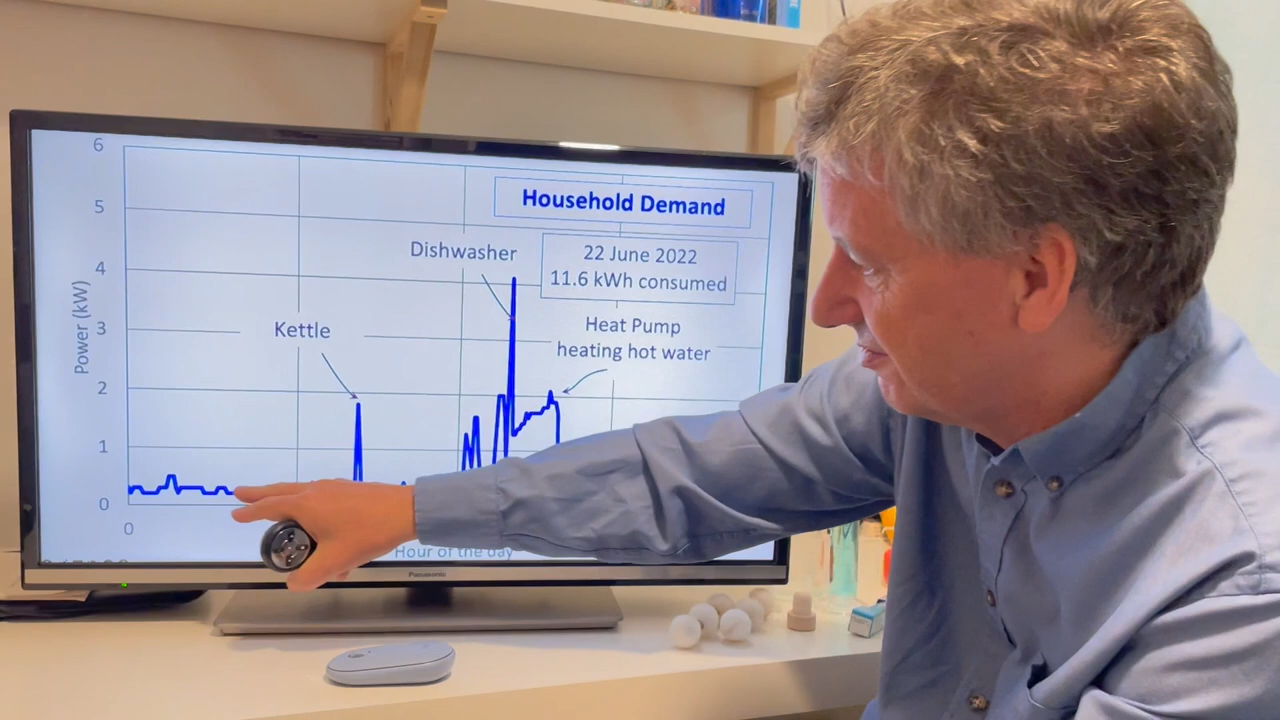 Household Demand
22 June 2022
11.6 kWh consumed
Dishwasher
Heat Pump
heating hot water
Kettle
Power (kW)
6
5
4
3
2
1
0
0
Hour of the day
Panasonic